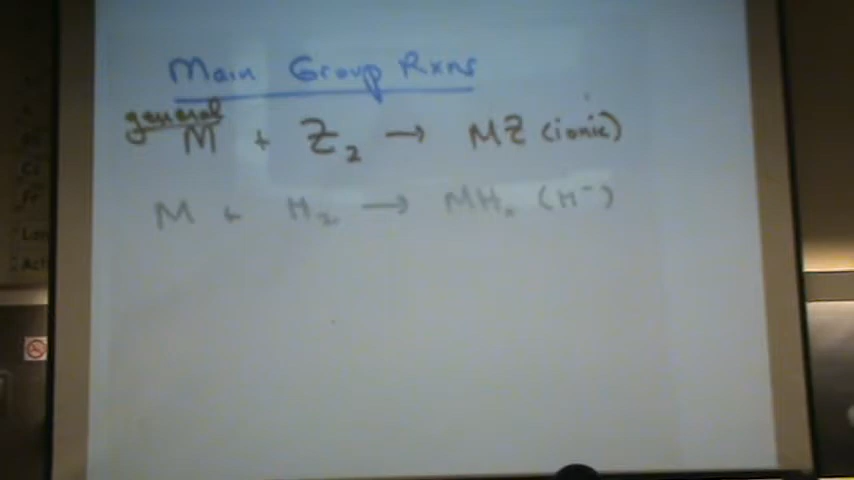 Main Group Rxns
general
M + Z₂ → MZ (ionic)
M + H₂ → MHₓ (H⁻)